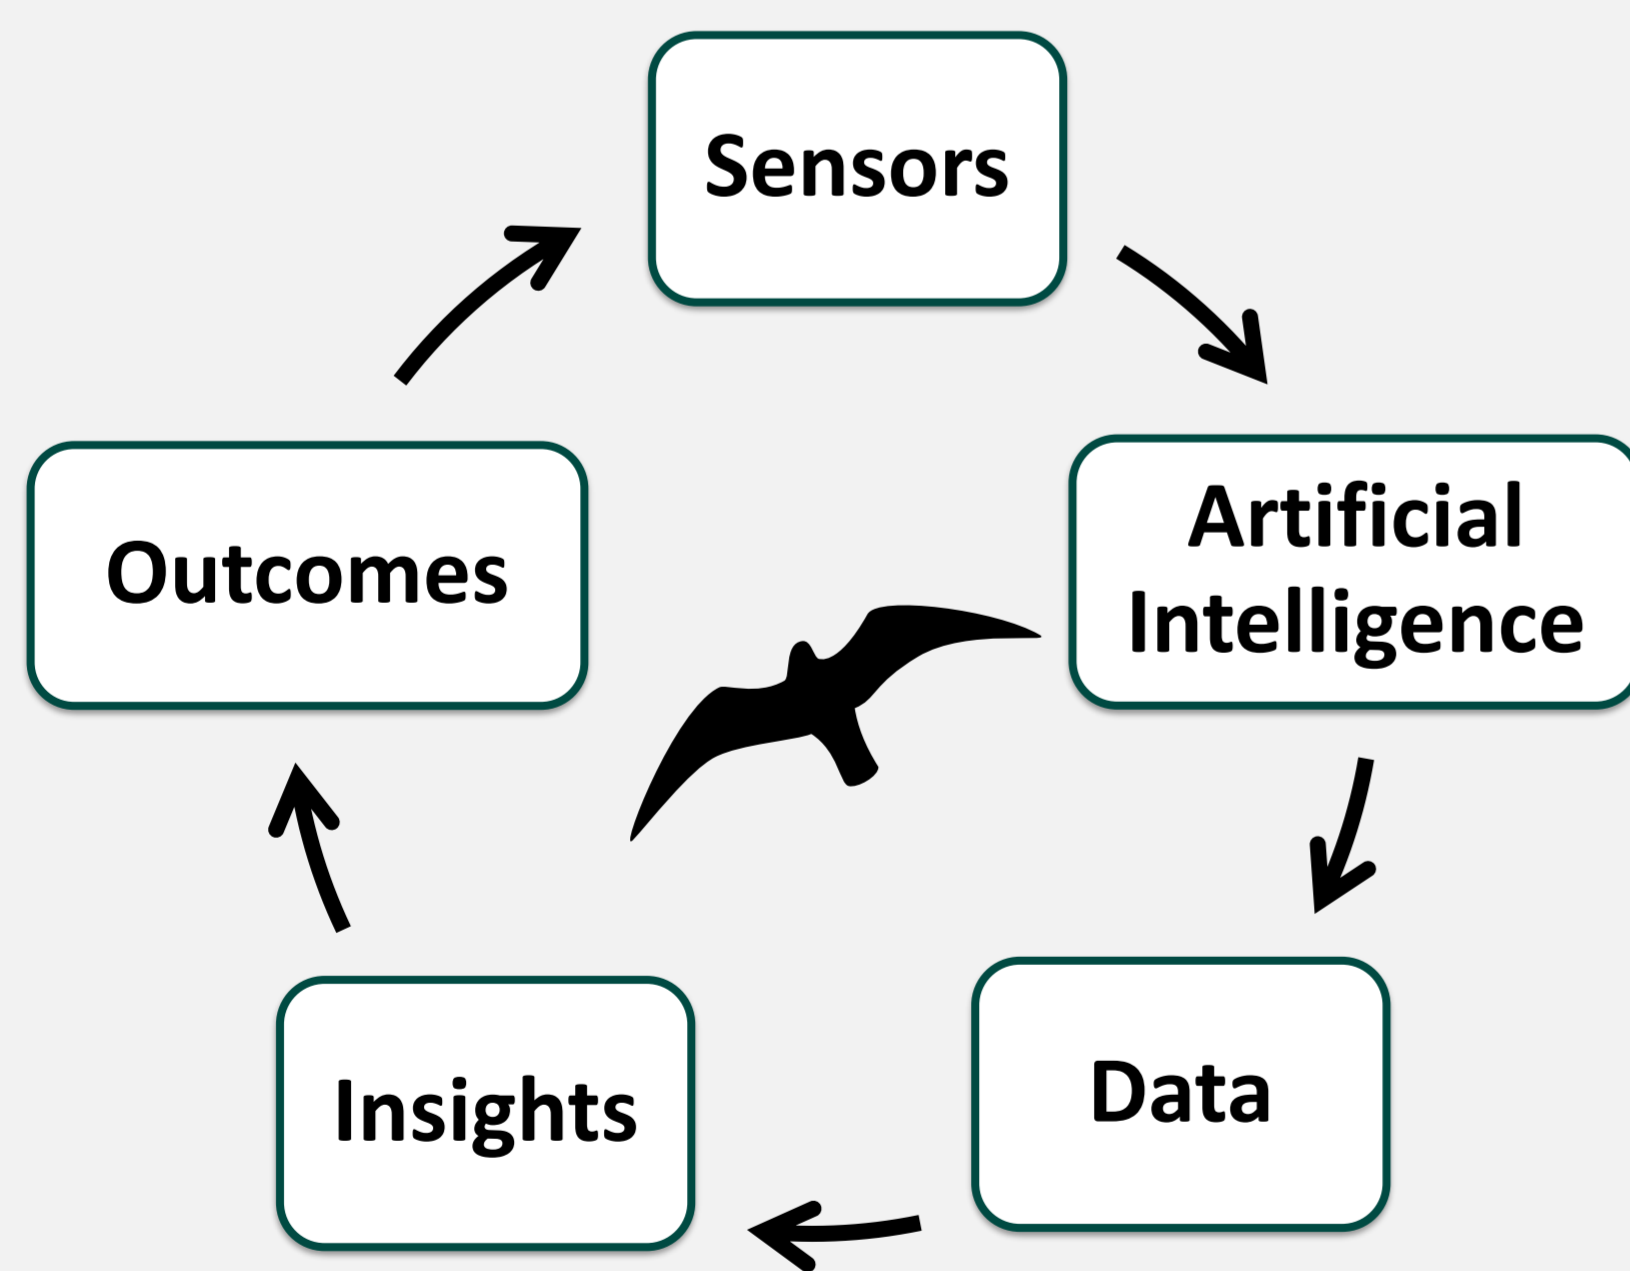 Sensors
Artificial
Intelligence
Data
Insights
Outcomes